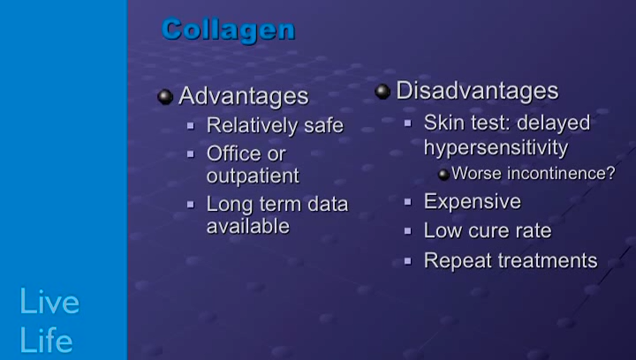 Collagen
Advantages
Relatively safe
Office or
outpatient
Long term data
available
Disadvantages
Skin test: delayed
hypersensitivity
Worse incontinence?
Expensive
Low cure rate
Repeat treatments
Live
Life